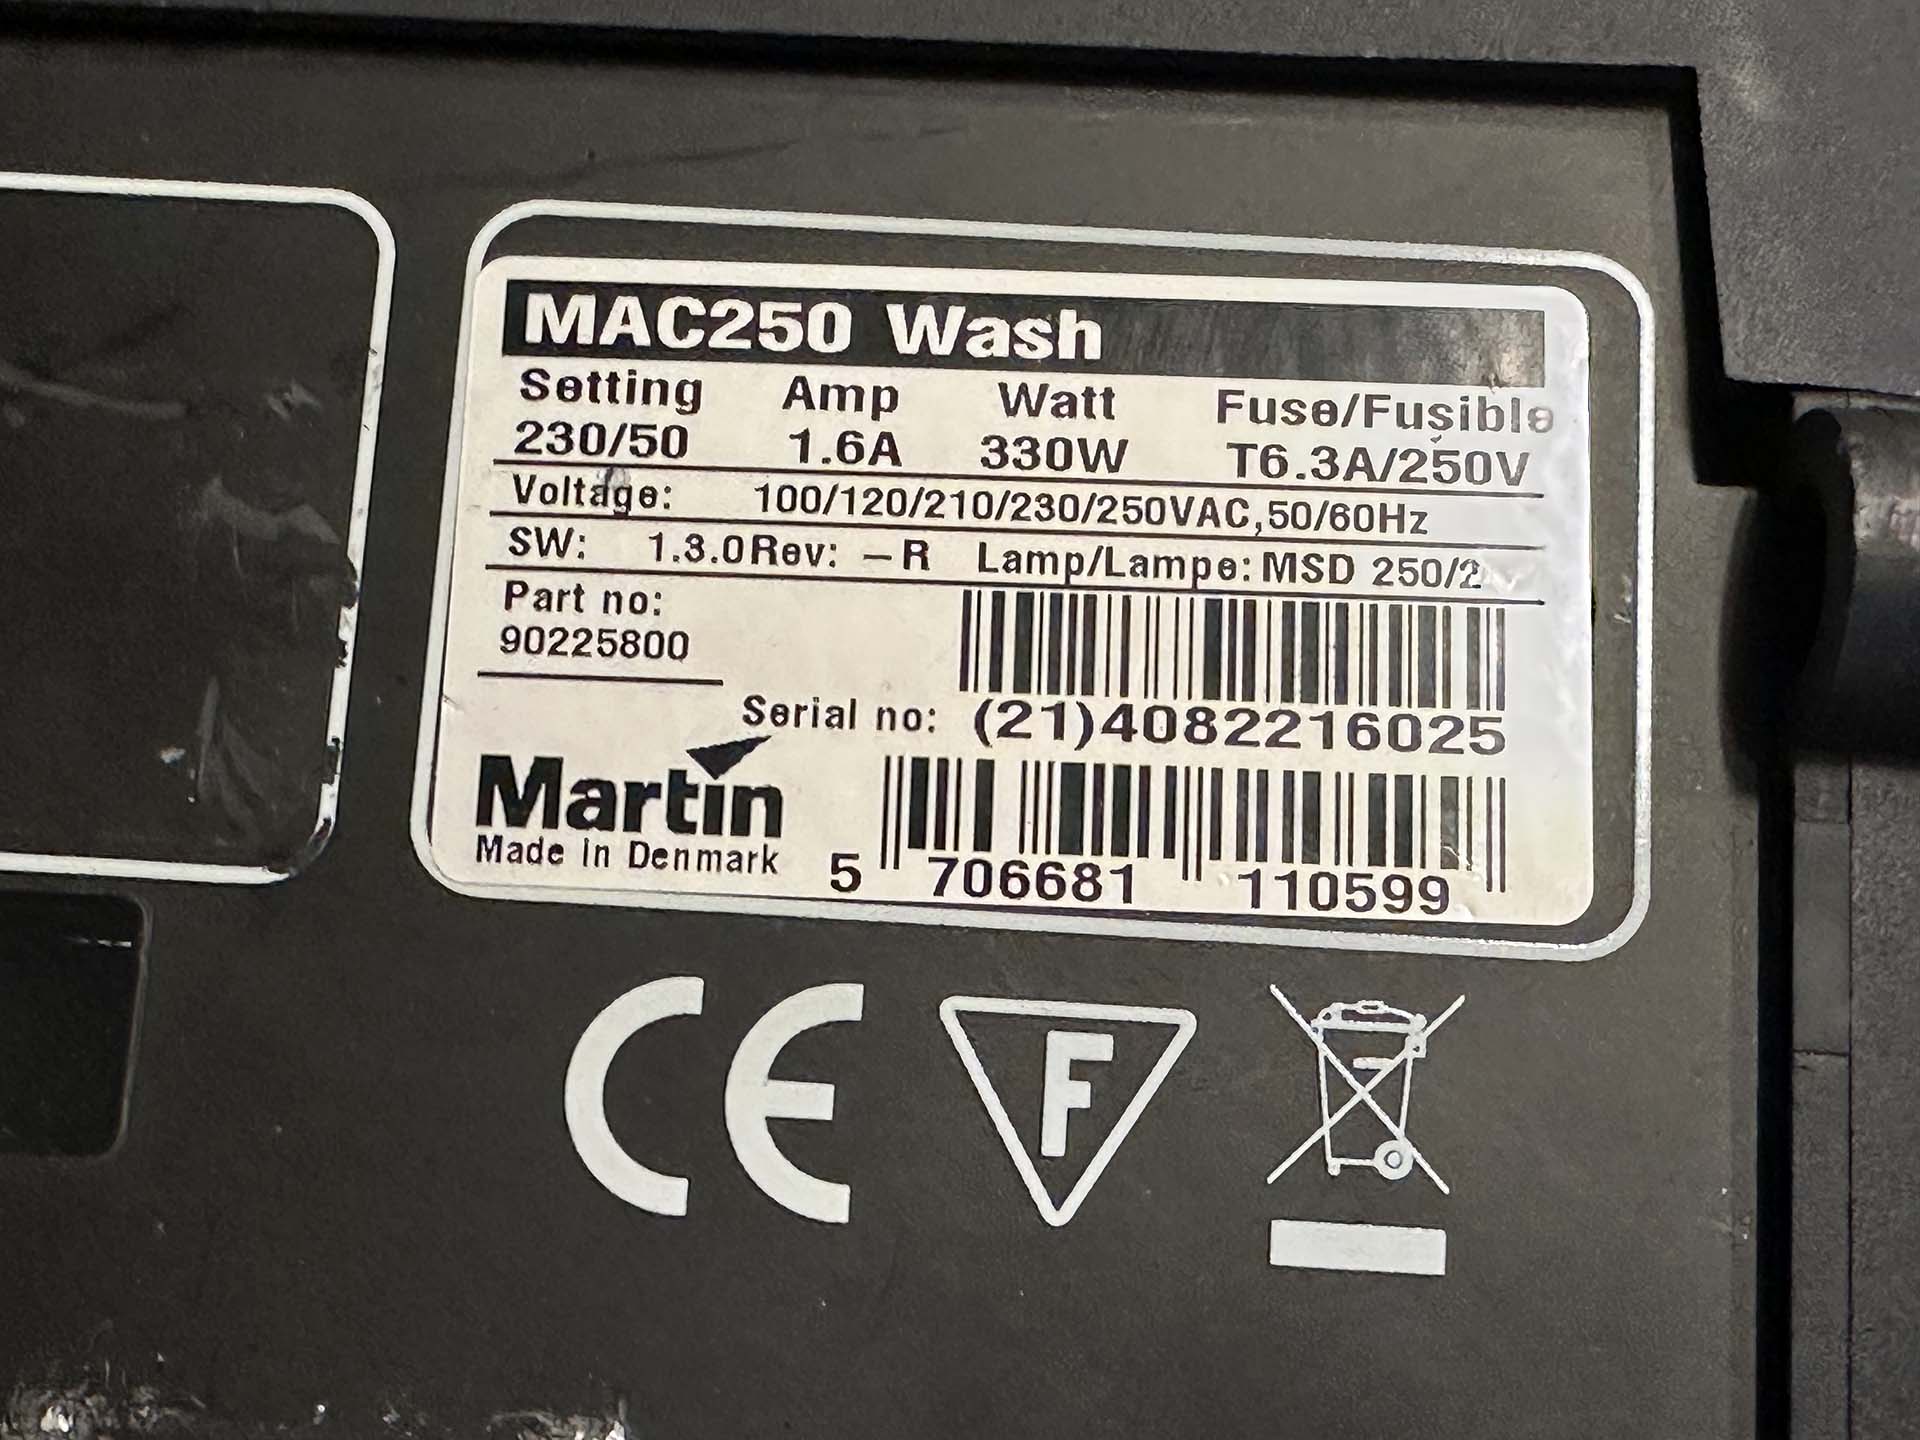 MAC250 Wash
Setting Amp Watt Fuse/Fusible
230/50 1.6A 330W T6.3A/250V
Voltage: 100/120/210/230/250VAC,50/60Hz
SW: 1.3.0Rev: –R Lamp/Lampe: MSD 250/2
Part no:
90225800
Serial no: (21)4082216025
Martin
Made in Denmark
5 706681 110599
CE F